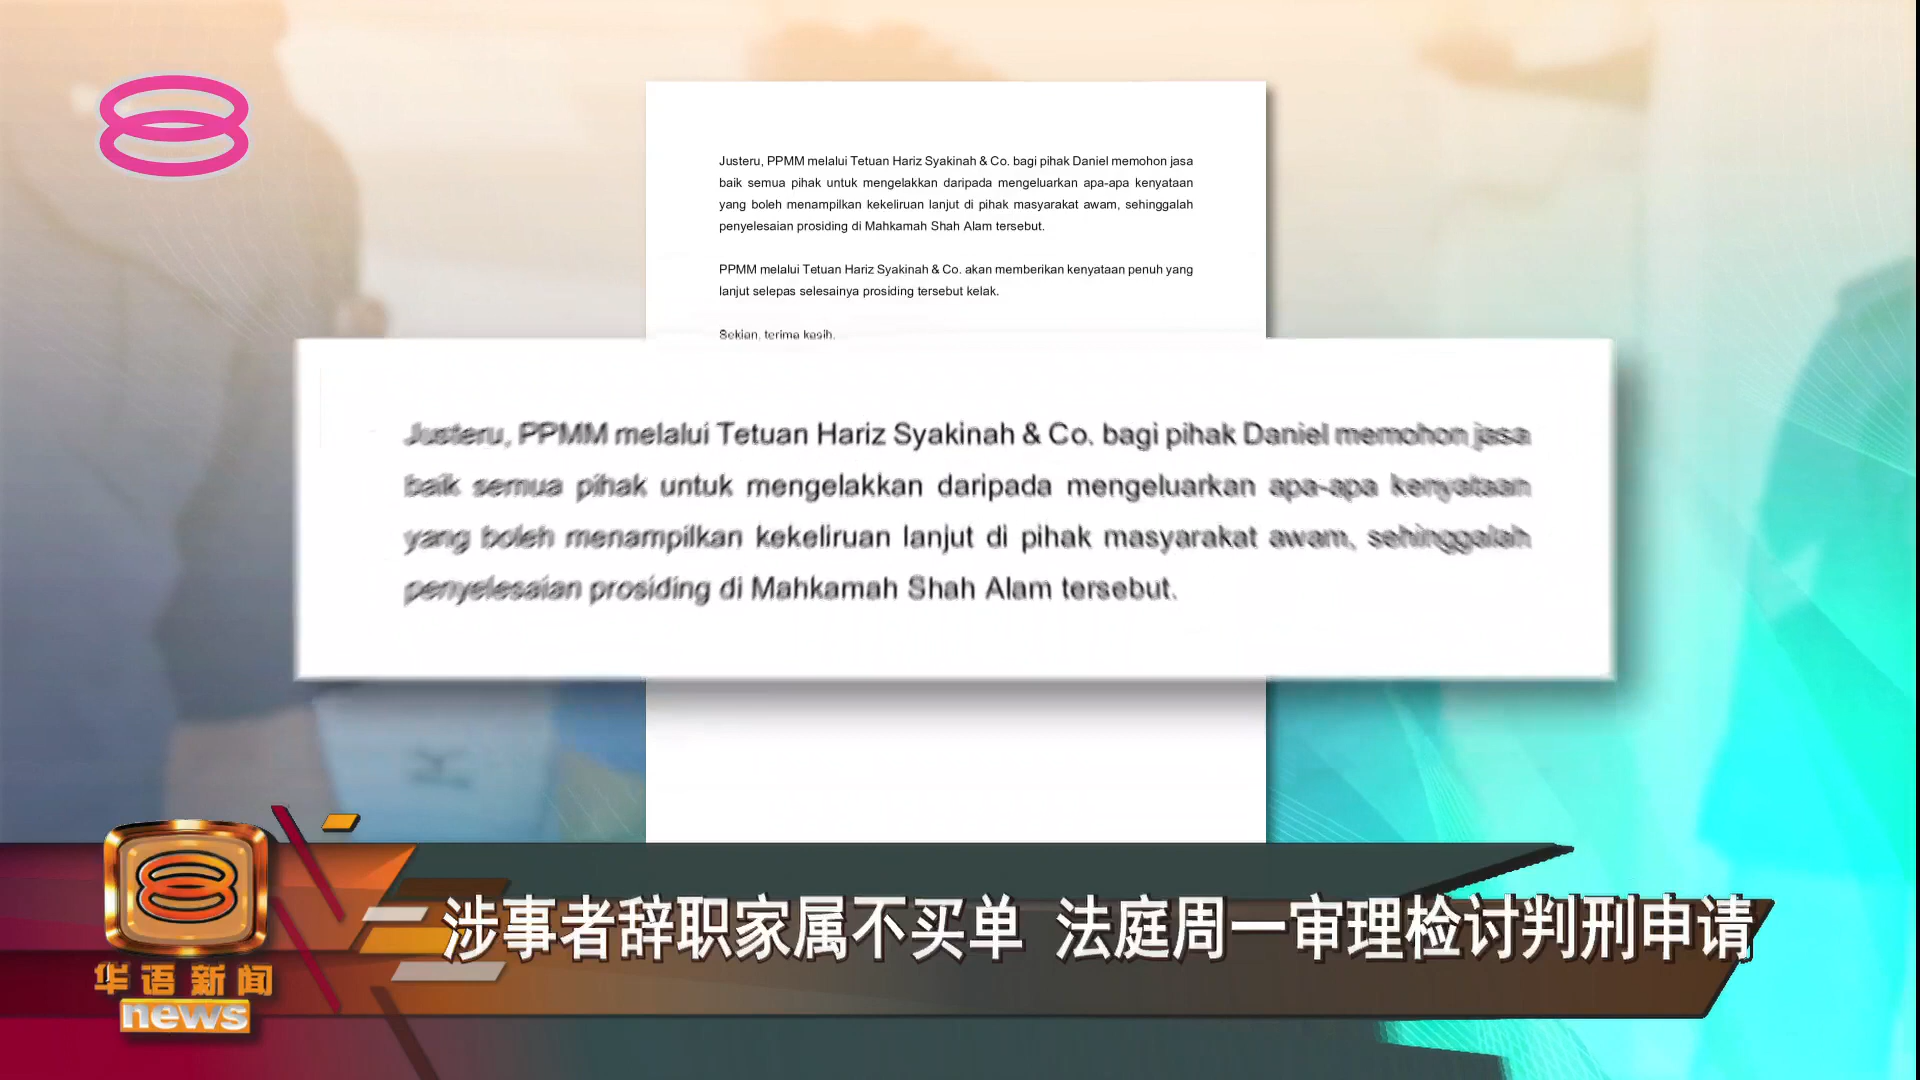 Justeru, PPMM melalui Tetuan Hariz Syakinah & Co. bagi pihak Daniel memohon jasa
baik semua pihak untuk mengelakkan daripada mengeluarkan apa-apa kenyataan
yang boleh menampilkan kekeliruan lanjut di pihak masyarakat awam, sehinggalah
penyelesaian prosiding di Mahkamah Shah Alam tersebut.
PPMM melalui Tetuan Hariz Syakinah & Co. akan memberikan kenyataan penuh yang
lanjut selepas selesainya prosiding tersebut kelak.
Sekian, terima kasih.
Justeru, PPMM melalui Tetuan Hariz Syakinah & Co. bagi pihak Daniel memohon jasa
baik semua pihak untuk mengelakkan daripada mengeluarkan apa-apa kenyataan
yang boleh menampilkan kekeliruan lanjut di pihak masyarakat awam, sehinggalah
penyelesaian prosiding di Mahkamah Shah Alam tersebut.
涉事者辞职家属不买单 法庭周一审理检讨判刑申请
华语新闻
news